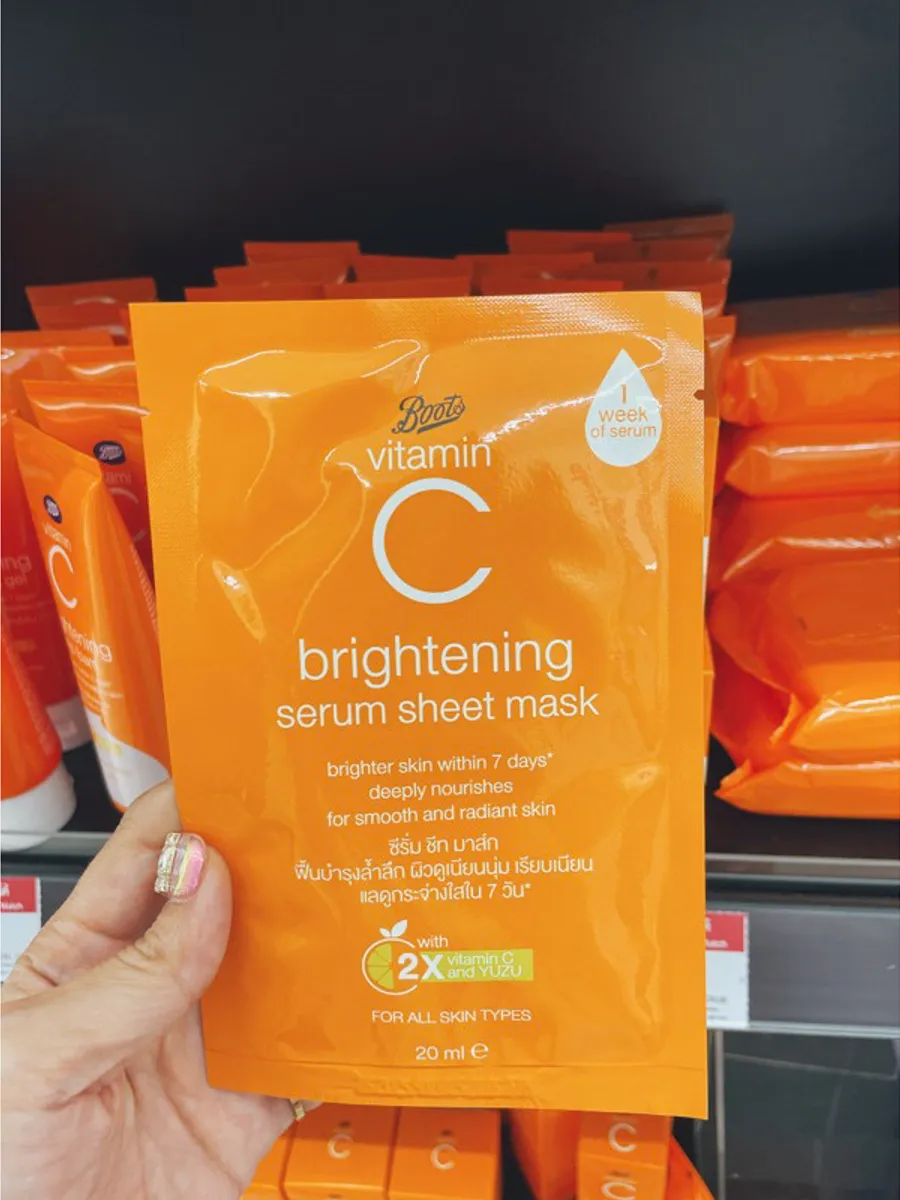 Boots
vitamin
C
brightening
serum sheet mask
1
week
of serum
brighter skin within 7 days*
deeply nourishes
for smooth and radiant skin
ซีรั่ม ชีท มาส์ก
ฟื้นบำรุงล้ำลึก ผิวดูเนียนนุ่ม เรียบเนียน
แลดูกระจ่างใสใน 7 วัน*
with
2X
vitamin C
and YUZU
FOR ALL SKIN TYPES
20 ml ℮
vitamin
C
C
C
C
C